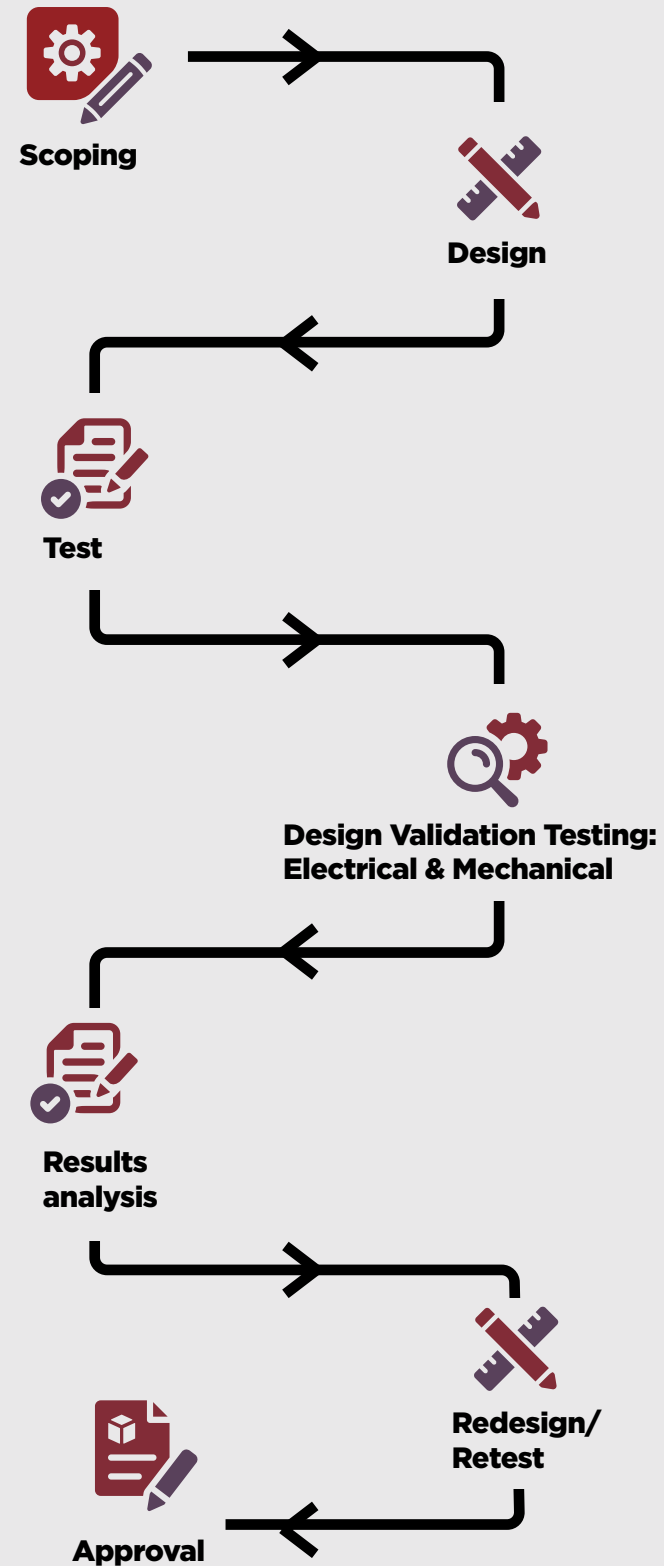 Scoping
Design
Test
Design Validation Testing:
Electrical & Mechanical
Results
analysis
Redesign/
Retest
Approval